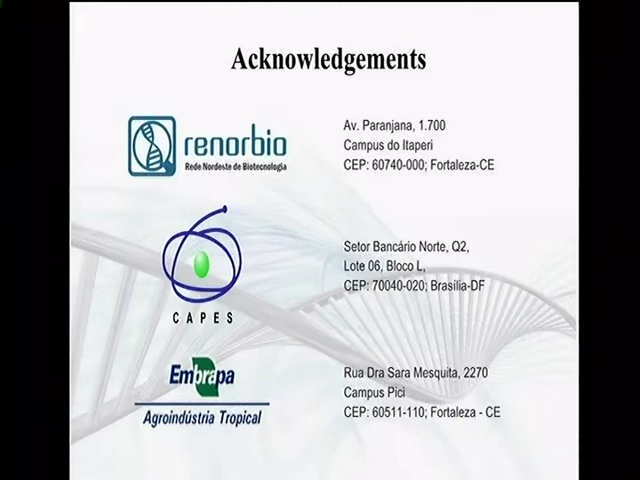 Acknowledgements
renorbio
Rede Nordeste de Biotecnologia
Av. Paranjana, 1.700
Campus do Itaperi
CEP: 60740-000; Fortaleza-CE
CAPES
Setor Bancário Norte, Q2,
Lote 06, Bloco L,
CEP: 70040-020; Brasília-DF
Embrapa
Agroindústria Tropical
Rua Dra Sara Mesquita, 2270
Campus Pici
CEP: 60511-110; Fortaleza - CE